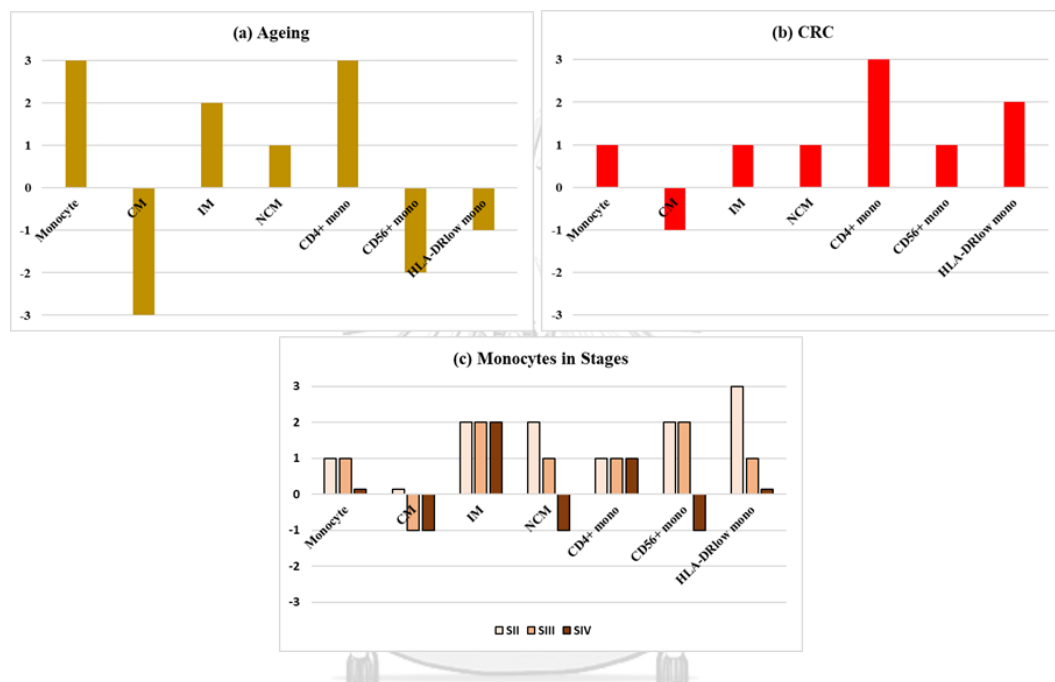 (a) Ageing
3
2
1
0
-1
-2
-3
Monocyte
CM
IM
NCM
CD4+ mono
CD56+ mono
HLA-DRlow mono
(b) CRC
3
2
1
0
-1
-2
-3
Monocyte
CM
IM
NCM
CD4+ mono
CD56+ mono
HLA-DRlow mono
(c) Monocytes in Stages
3
2
1
0
-1
-2
-3
Monocyte
CM
IM
NCM
CD4+ mono
CD56+ mono
HLA-DRlow mono
SII SIII SIV